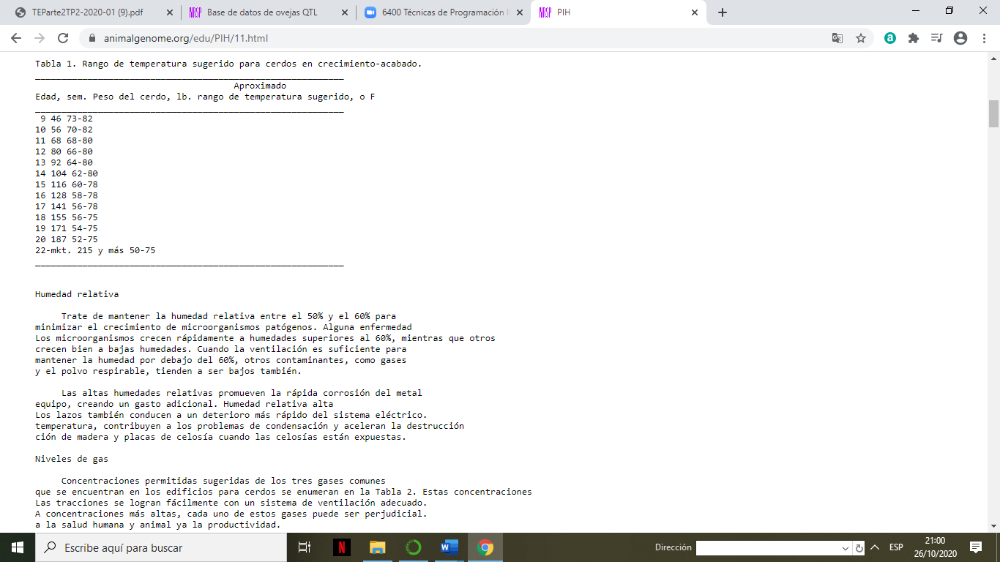 TEParte2TP2-2020-01 (9).pdf
NRSP Base de datos de ovejas QTL
6400 Técnicas de Programación I
NRSP PIH
animalgenome.org/edu/PIH/11.html
Tabla 1. Rango de temperatura sugerido para cerdos en crecimiento-acabado.
Aproximado
Edad, sem. Peso del cerdo, lb. rango de temperatura sugerido, o F
9 46 73-82
10 56 70-82
11 68 68-80
12 80 66-80
13 92 64-80
14 104 62-80
15 116 60-78
16 128 58-78
17 141 56-78
18 155 56-75
19 171 54-75
20 187 52-75
22-mkt. 215 y más 50-75
Humedad relativa
Trate de mantener la humedad relativa entre el 50% y el 60% para
minimizar el crecimiento de microorganismos patógenos. Alguna enfermedad
Los microorganismos crecen rápidamente a humedades superiores al 60%, mientras que otros
crecen bien a bajas humedades. Cuando la ventilación es suficiente para
mantener la humedad por debajo del 60%, otros contaminantes, como gases
y el polvo respirable, tienden a ser bajos también.
Las altas humedades relativas promueven la rápida corrosión del metal
equipo, creando un gasto adicional. Humedad relativa alta
Los lazos también conducen a un deterioro más rápido del sistema eléctrico.
temperatura, contribuyen a los problemas de condensación y aceleran la destrucción
ción de madera y placas de celosía cuando las celosías están expuestas.
Niveles de gas
Concentraciones permitidas sugeridas de los tres gases comunes
que se encuentran en los edificios para cerdos se enumeran en la Tabla 2. Estas concentraciones
Las tracciones se logran fácilmente con un sistema de ventilación adecuado.
A concentraciones más altas, cada uno de estos gases puede ser perjudicial.
a la salud humana y animal ya la productividad.
Escribe aquí para buscar
Dirección
ESP
21:00
26/10/2020